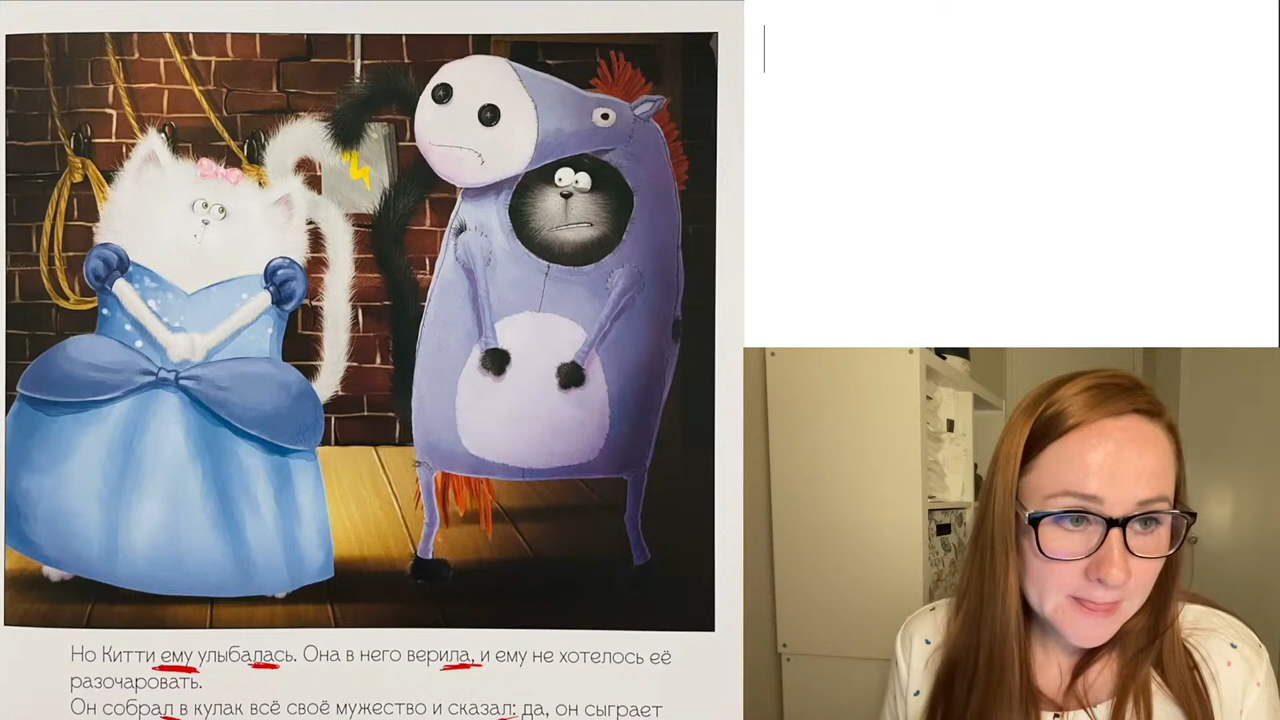 Но Китти ему улыбалась. Она в него верила, и ему не хотелось её
разочаровать.
Он собрал в кулак всё своё мужество и сказал: да, он сыграет